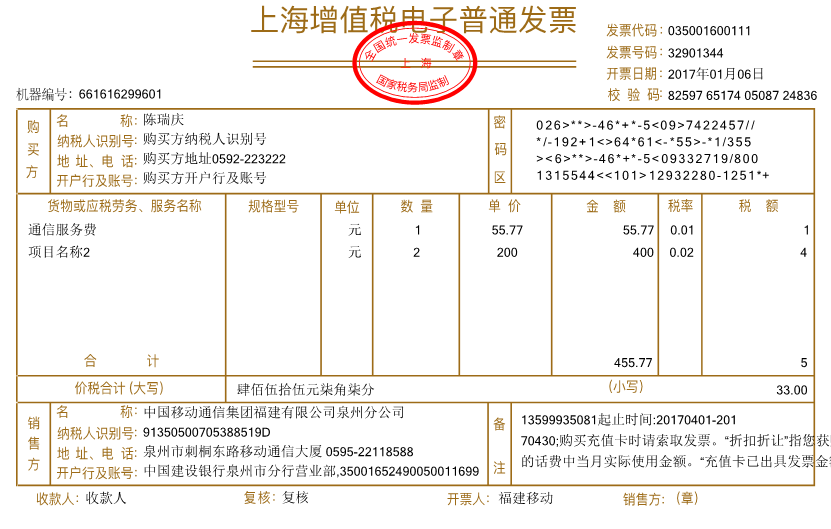 上海增值税电子普通发票
全国统一发票监制章
上 海
国家税务局监制
发票代码：035001600111
发票号码：32901344
开票日期：2017年01月06日
机器编号：661616299601
校 验 码：82597 65174 05087 24836
购买方
名 称：陈瑞庆
纳税人识别号：购买方纳税人识别号
地 址、电 话：购买方地址0592-223222
开户行及账号：购买方开户行及账号
密码区
026>**>-46*+*-5<09>7422457//
*/-192+1<>64*61<-*55>-*1/355
><6>**>-46*+*-5<09332719/800
1315544<<101>12932280-1251*+
货物或应税劳务、服务名称 规格型号 单位 数 量 单 价 金 额 税率 税 额
通信服务费 元 1 55.77 55.77 0.01 1
项目名称2 元 2 200 400 0.02 4
合 计 455.77 5
价税合计(大写) 肆佰伍拾伍元柒角柒分 (小写) 33.00
销售方
名 称：中国移动通信集团福建有限公司泉州分公司
纳税人识别号：91350500705388519D
地 址、电 话：泉州市刺桐东路移动通信大厦 0595-22118588
开户行及账号：中国建设银行泉州市分行营业部,35001652490050011699
备注
13599935081起止时间:20170401-201
70430;购买充值卡时请索取发票。“折扣折让”指您获
的话费中当月实际使用金额。“充值卡已出具发票金
收款人：收款人 复核：复核 开票人：福建移动 销售方：（章）